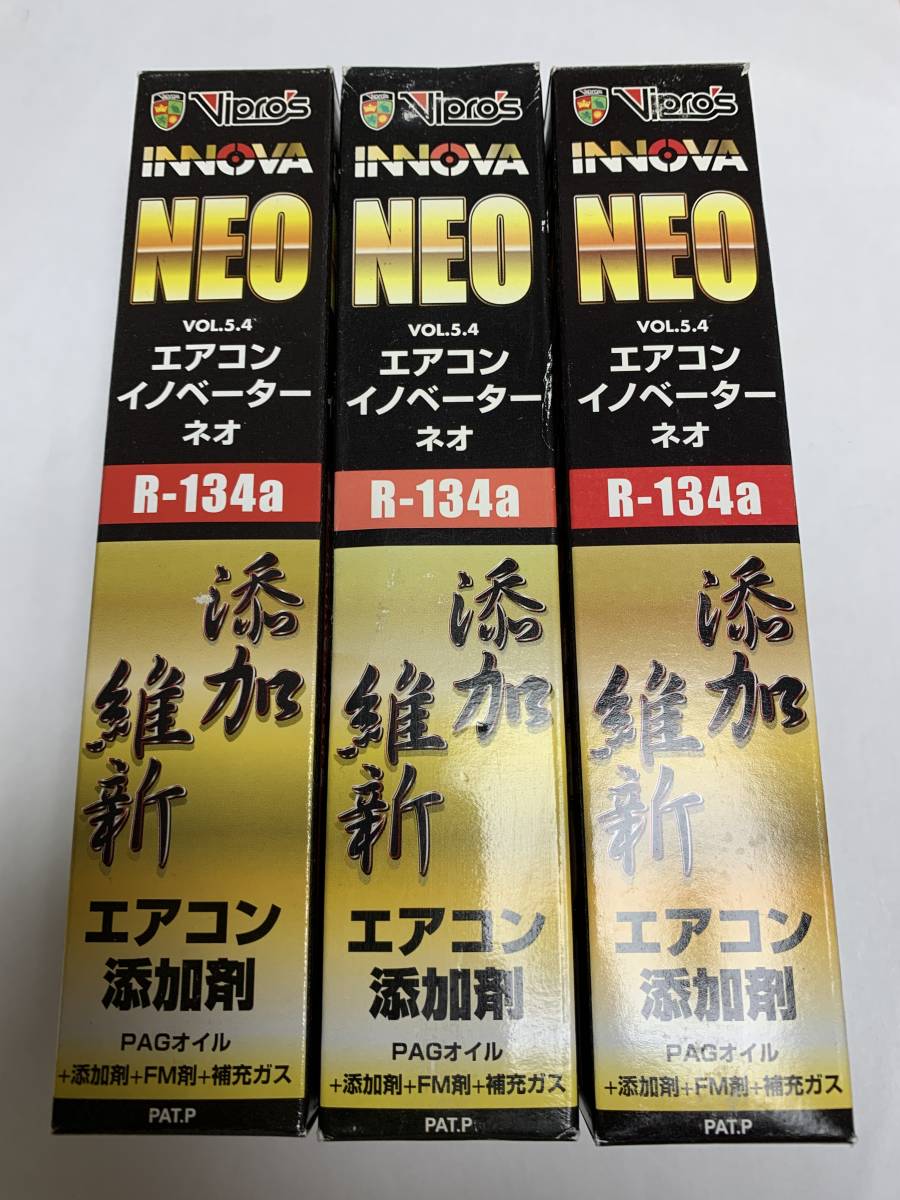 Vipro's
INNOVA
NEO
VOL.5.4
エアコン
イノベーター
ネオ
R-134a
添加
維新
エアコン
添加剤
PAGオイル
+添加剤+FM剤+補充ガス
PAT.P
Vipro's
INNOVA
NEO
VOL.5.4
エアコン
イノベーター
ネオ
R-134a
添加
維新
エアコン
添加剤
PAGオイル
+添加剤+FM剤+補充ガス
PAT.P
Vipro's
INNOVA
NEO
VOL.5.4
エアコン
イノベーター
ネオ
R-134a
添加
維新
エアコン
添加剤
PAGオイル
+添加剤+FM剤+補充ガス
PAT.P